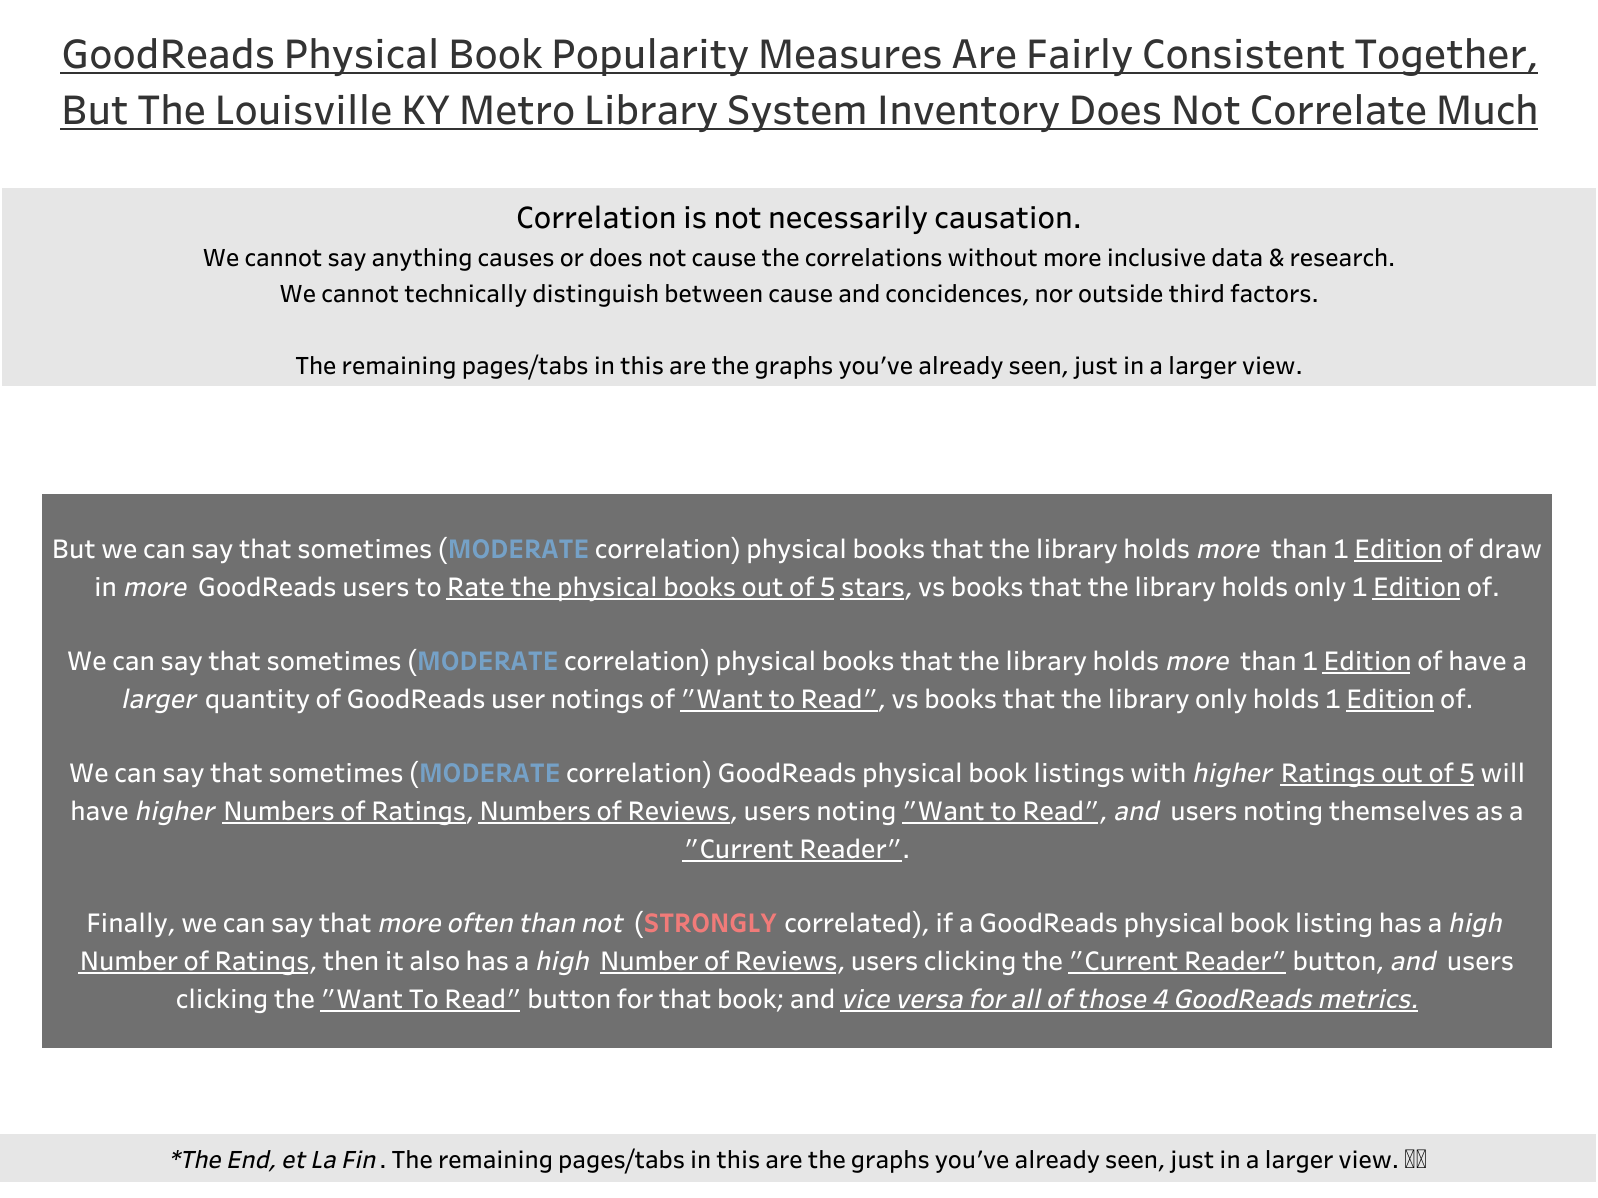 GoodReads Physical Book Popularity Measures Are Fairly Consistent Together,
But The Louisville KY Metro Library System Inventory Does Not Correlate Much
Correlation is not necessarily causation.
We cannot say anything causes or does not cause the correlations without more inclusive data & research.
We cannot technically distinguish between cause and concidences, nor outside third factors.
The remaining pages/tabs in this are the graphs you've already seen, just in a larger view.
But we can say that sometimes (MODERATE correlation) physical books that the library holds more than 1 Edition of draw
in more GoodReads users to Rate the physical books out of 5 stars, vs books that the library holds only 1 Edition of.
We can say that sometimes (MODERATE correlation) physical books that the library holds more than 1 Edition of have a
larger quantity of GoodReads user notings of "Want to Read", vs books that the library only holds 1 Edition of.
We can say that sometimes (MODERATE correlation) GoodReads physical book listings with higher Ratings out of 5 will
have higher Numbers of Ratings, Numbers of Reviews, users noting "Want to Read", and users noting themselves as a
"Current Reader".
Finally, we can say that more often than not (STRONGLY correlated), if a GoodReads physical book listing has a high
Number of Ratings, then it also has a high Number of Reviews, users clicking the "Current Reader" button, and users
clicking the "Want To Read" button for that book; and vice versa for all of those 4 GoodReads metrics.
*The End, et La Fin. The remaining pages/tabs in this are the graphs you've already seen, just in a larger view.